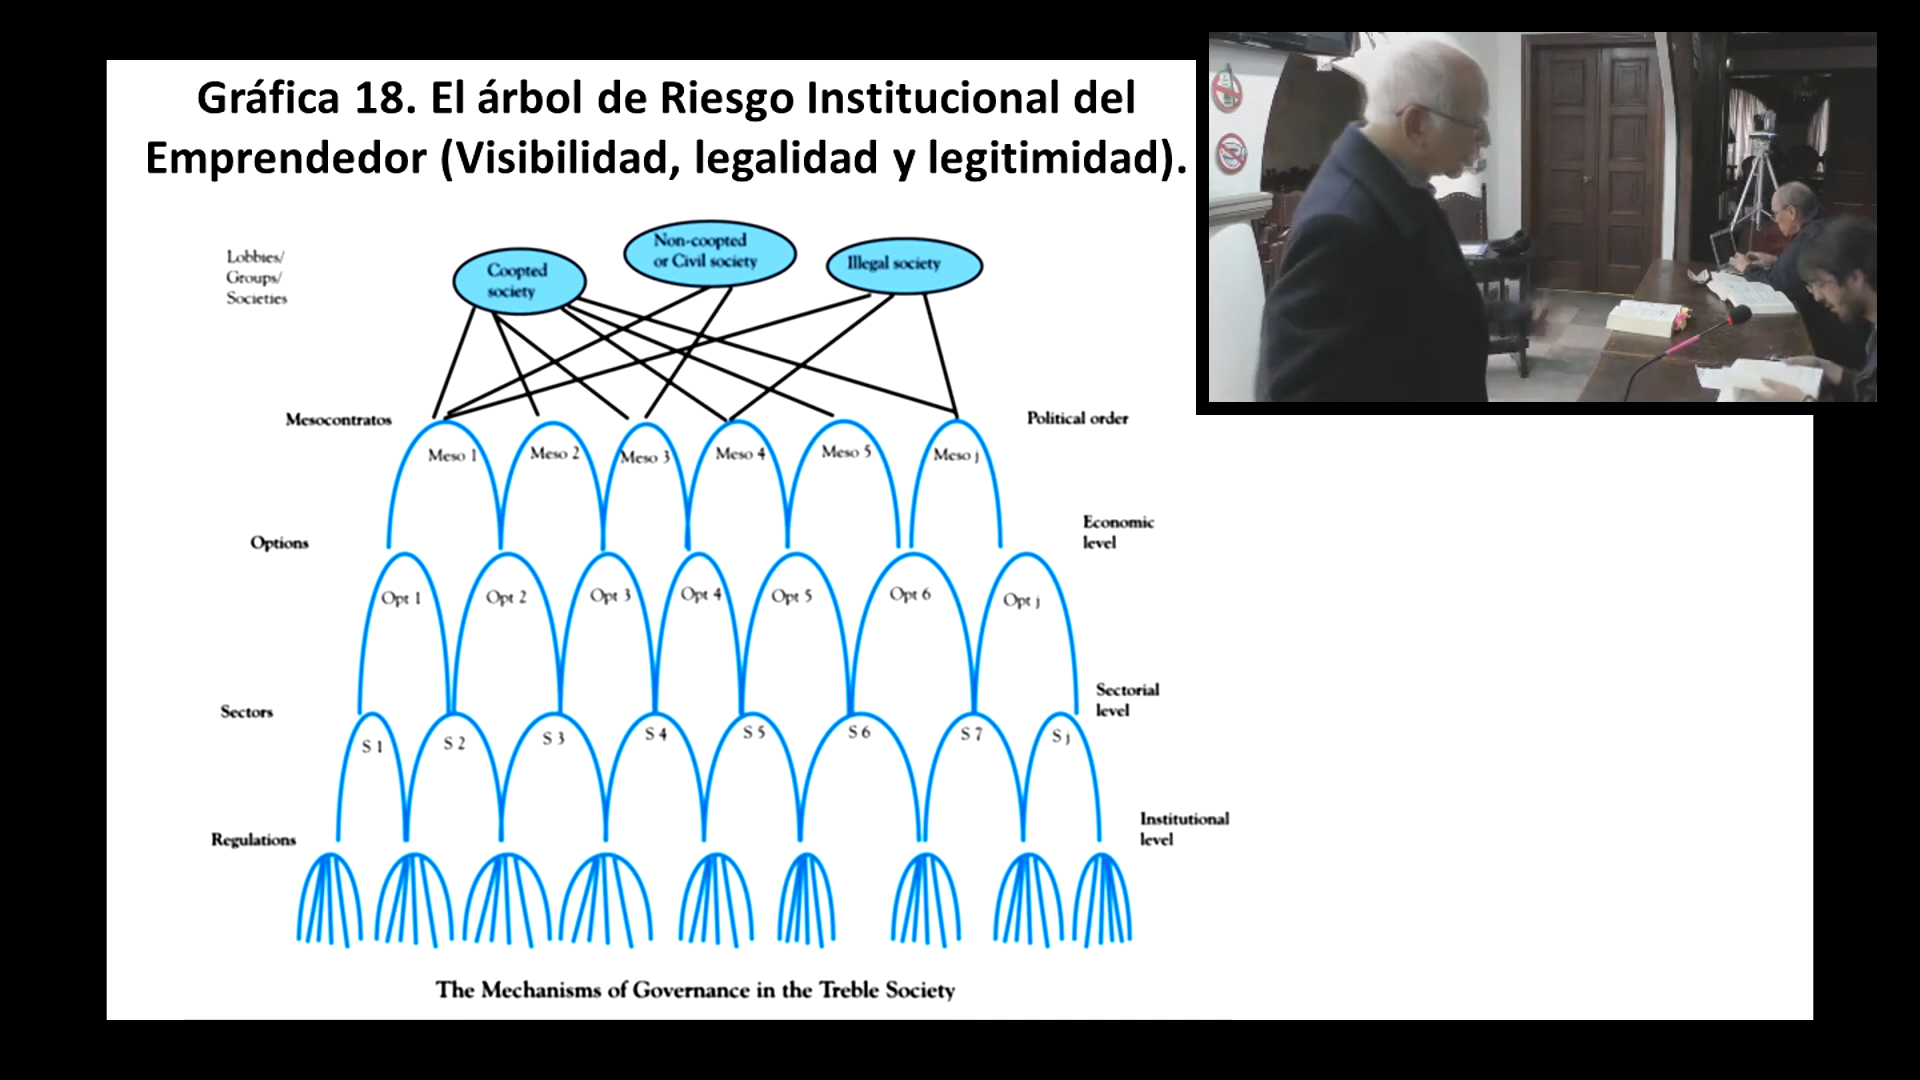 Gráfica 18. El árbol de Riesgo Institucional del
Emprendedor (Visibilidad, legalidad y legitimidad).
Lobbies/
Groups/
Societies
Coopted
society
Non-coopted
or Civil society
Illegal society
Mesocontratos
Political order
Meso 1
Meso 2
Meso 3
Meso 4
Meso 5
Meso j
Options
Economic
level
Opt 1
Opt 2
Opt 3
Opt 4
Opt 5
Opt 6
Opt j
Sectors
Sectorial
level
S 1
S 2
S 3
S 4
S 5
S 6
S 7
S j
Regulations
Institutional
level
The Mechanisms of Governance in the Treble Society